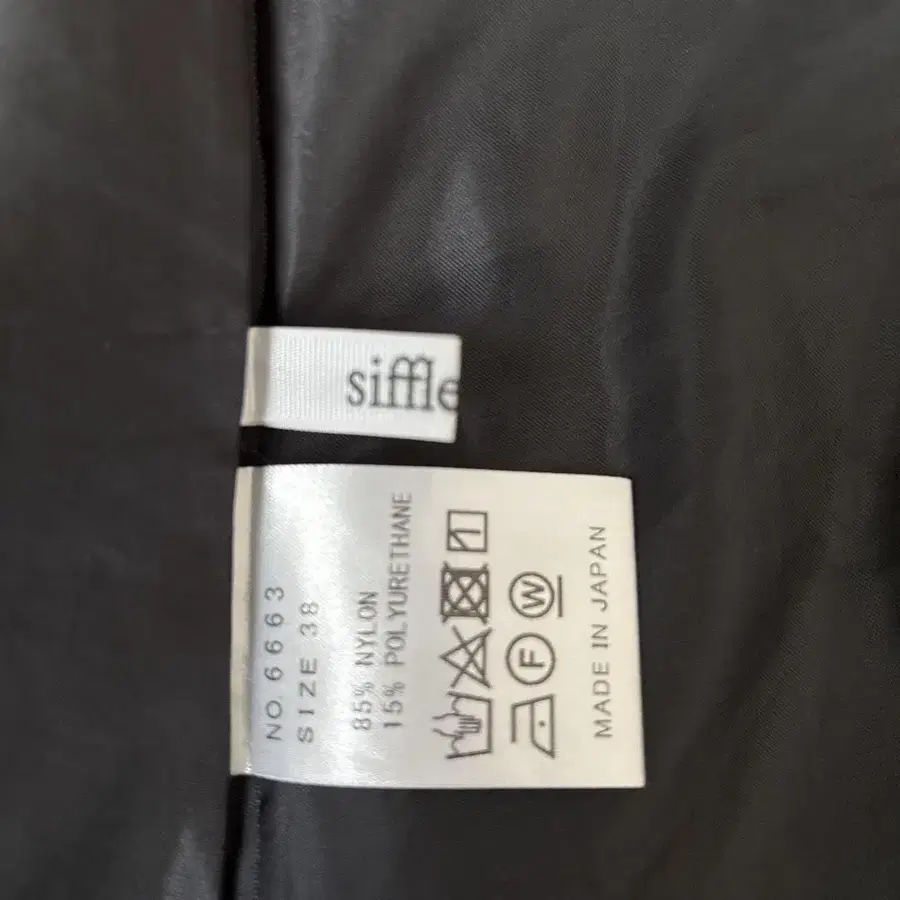 siffle
NO. 6663
SIZE 38
85% NYLON
15% POLYURETHANE
F
W
MADE IN JAPAN